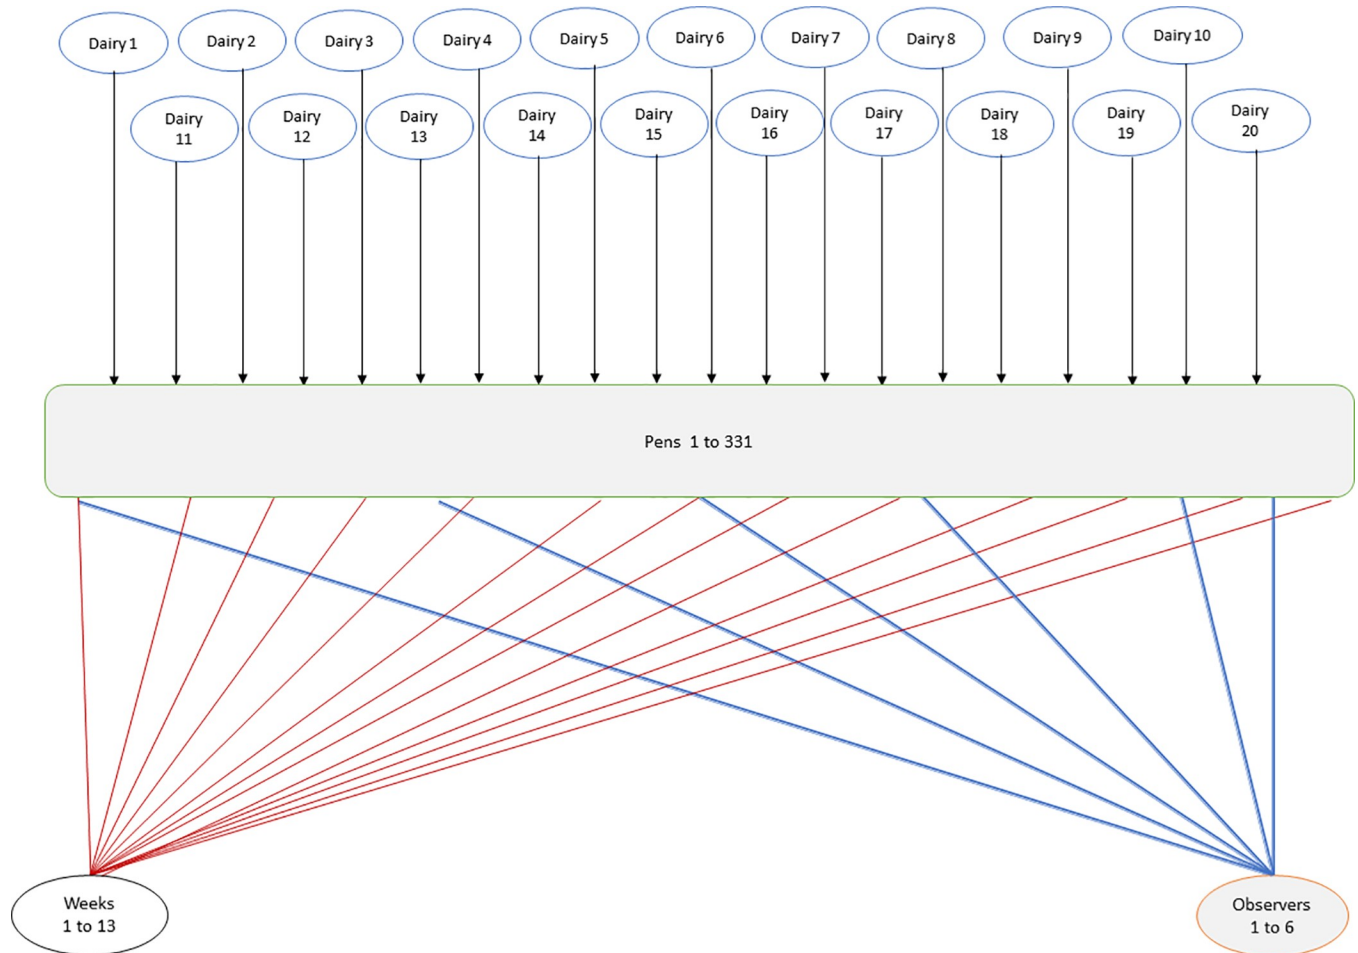 Dairy 1
Dairy 2
Dairy 3
Dairy 4
Dairy 5
Dairy 6
Dairy 7
Dairy 8
Dairy 9
Dairy 10
Dairy
11
Dairy
12
Dairy
13
Dairy
14
Dairy
15
Dairy
16
Dairy
17
Dairy
18
Dairy
19
Dairy
20
Pens 1 to 331
Weeks
1 to 13
Observers
1 to 6